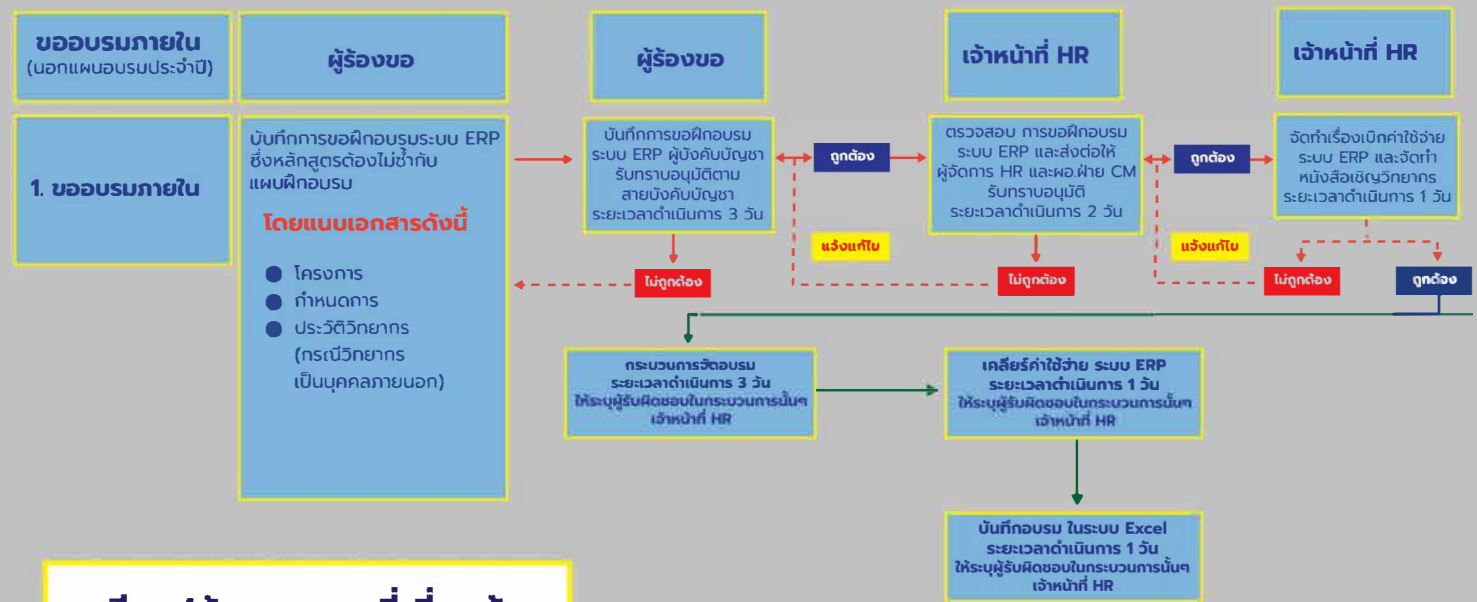 ขออบรมภายใน
(นอกแผนอบรมประจำปี)
ผู้ร้องขอ
ผู้ร้องขอ
เจ้าหน้าที่ HR
เจ้าหน้าที่ HR
1. ขออบรมภายใน
บันทึกการขอฝึกอบรมระบบ ERP
ซึ่งหลักสูตรต้องไม่ซ้ำกับ
แผนฝึกอบรม
โดยแนบเอกสารดังนี้
● โครงการ
● กำหนดการ
● ประวัติวิทยากร
(กรณีวิทยากร
เป็นบุคคลภายนอก)
บันทึกการขอฝึกอบรม
ระบบ ERP ผู้บังคับบัญชา
รับทราบอนุมัติตาม
สายบังคับบัญชา
ระยะเวลาดำเนินการ 3 วัน
ไม่ถูกต้อง
ถูกต้อง
แจ้งแก้ไข
ตรวจสอบ การขอฝึกอบรม
ระบบ ERP และส่งต่อให้
ผู้จัดการ HR และผอ.ฝ่าย CM
รับทราบอนุมัติ
ระยะเวลาดำเนินการ 2 วัน
ไม่ถูกต้อง
ถูกต้อง
แจ้งแก้ไข
จัดทำเรื่องเบิกค่าใช้จ่าย
ระบบ ERP และจัดทำ
หนังสือเชิญวิทยากร
ระยะเวลาดำเนินการ 1 วัน
ไม่ถูกต้อง
ถูกต้อง
กระบวนการจัดอบรม
ระยะเวลาดำเนินการ 3 วัน
ให้ระบุผู้รับผิดชอบในกระบวนการนั้นๆ
เจ้าหน้าที่ HR
เคลียร์ค่าใช้จ่าย ระบบ ERP
ระยะเวลาดำเนินการ 1 วัน
ให้ระบุผู้รับผิดชอบในกระบวนการนั้นๆ
เจ้าหน้าที่ HR
บันทึกอบรม ในระบบ Excel
ระยะเวลาดำเนินการ 1 วัน
ให้ระบุผู้รับผิดชอบในกระบวนการนั้นๆ
เจ้าหน้าที่ HR